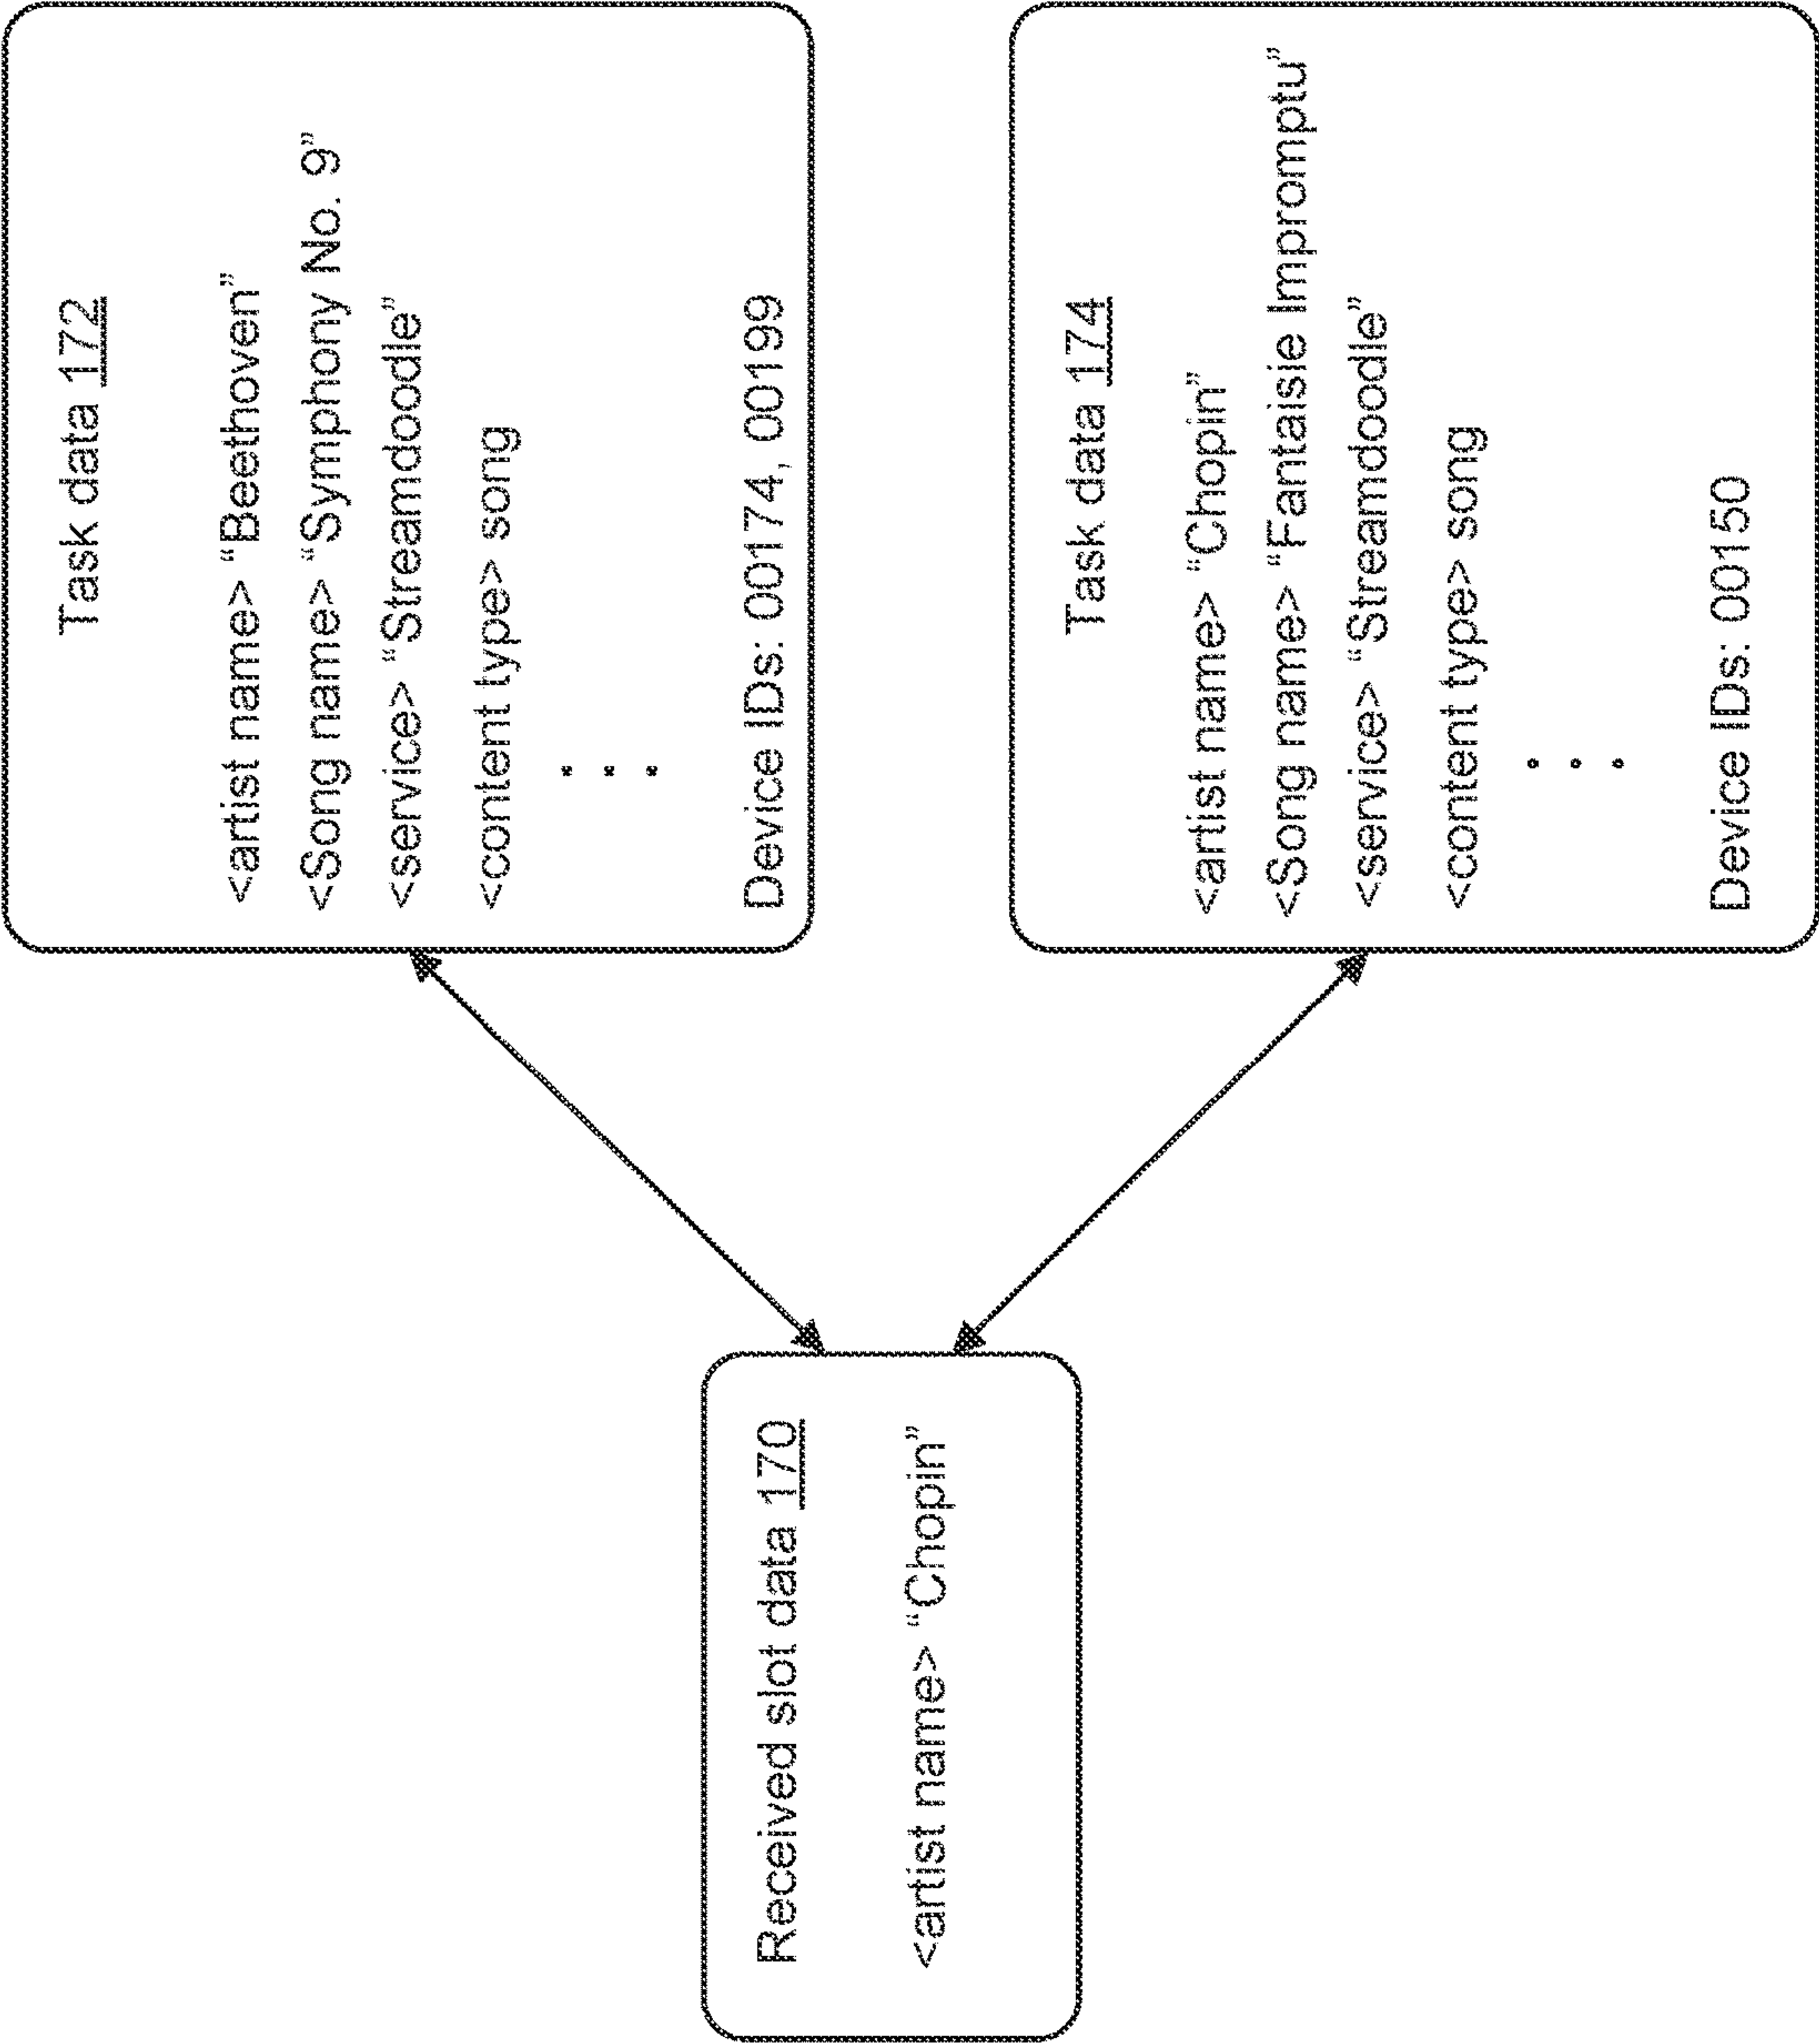 Received slot data 170
<artist name> “Chopin”
Task data 172
<artist name> “Beethoven”
<Song name> “Symphony No. 9”
<service> “Streamdoodle”
<content type> song
. . .
Device IDs: 00174, 00199
Task data 174
<artist name> “Chopin”
<Song name> “Fantaisie Impromptu”
<service> “Streamdoodle”
<content type> song
. . .
Device IDs: 00150